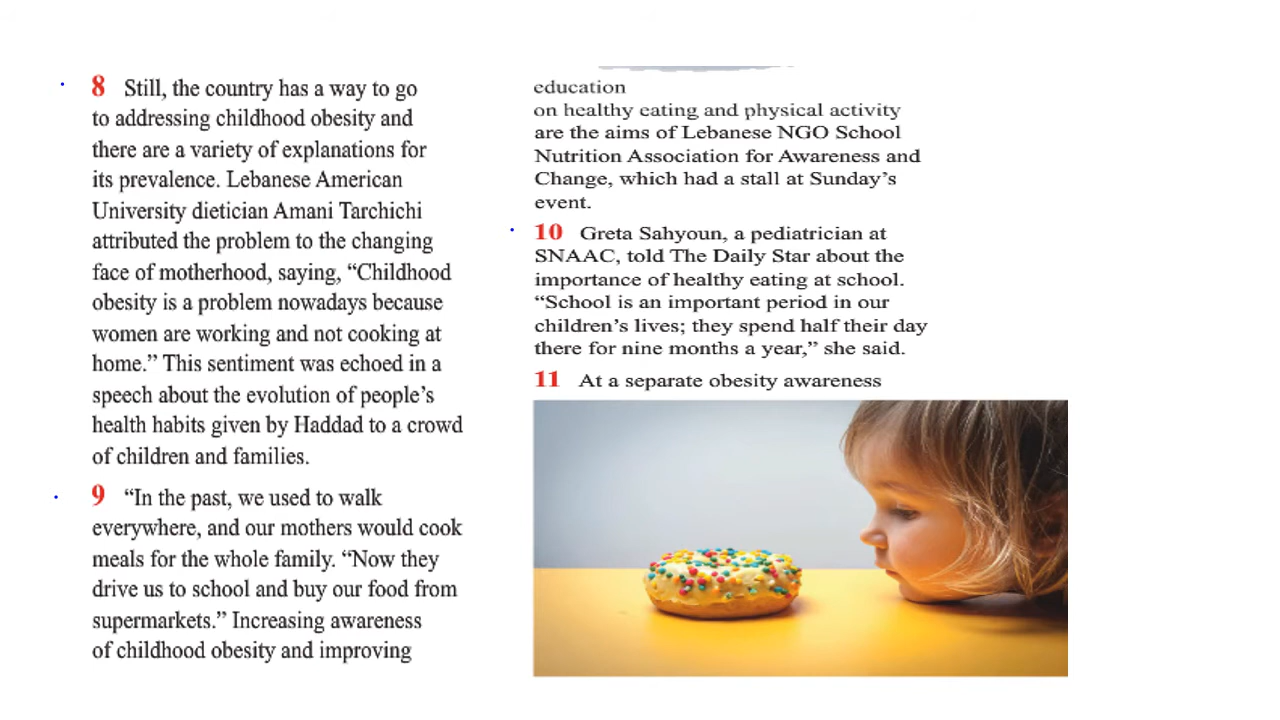 8 Still, the country has a way to go
to addressing childhood obesity and
there are a variety of explanations for
its prevalence. Lebanese American
University dietician Amani Tarchichi
attributed the problem to the changing
face of motherhood, saying, “Childhood
obesity is a problem nowadays because
women are working and not cooking at
home.” This sentiment was echoed in a
speech about the evolution of people’s
health habits given by Haddad to a crowd
of children and families.
9 “In the past, we used to walk
everywhere, and our mothers would cook
meals for the whole family. “Now they
drive us to school and buy our food from
supermarkets.” Increasing awareness
of childhood obesity and improving
education
on healthy eating and physical activity
are the aims of Lebanese NGO School
Nutrition Association for Awareness and
Change, which had a stall at Sunday’s
event.
10 Greta Sahyoun, a pediatrician at
SNAAC, told The Daily Star about the
importance of healthy eating at school.
“School is an important period in our
children’s lives; they spend half their day
there for nine months a year,” she said.
11 At a separate obesity awareness